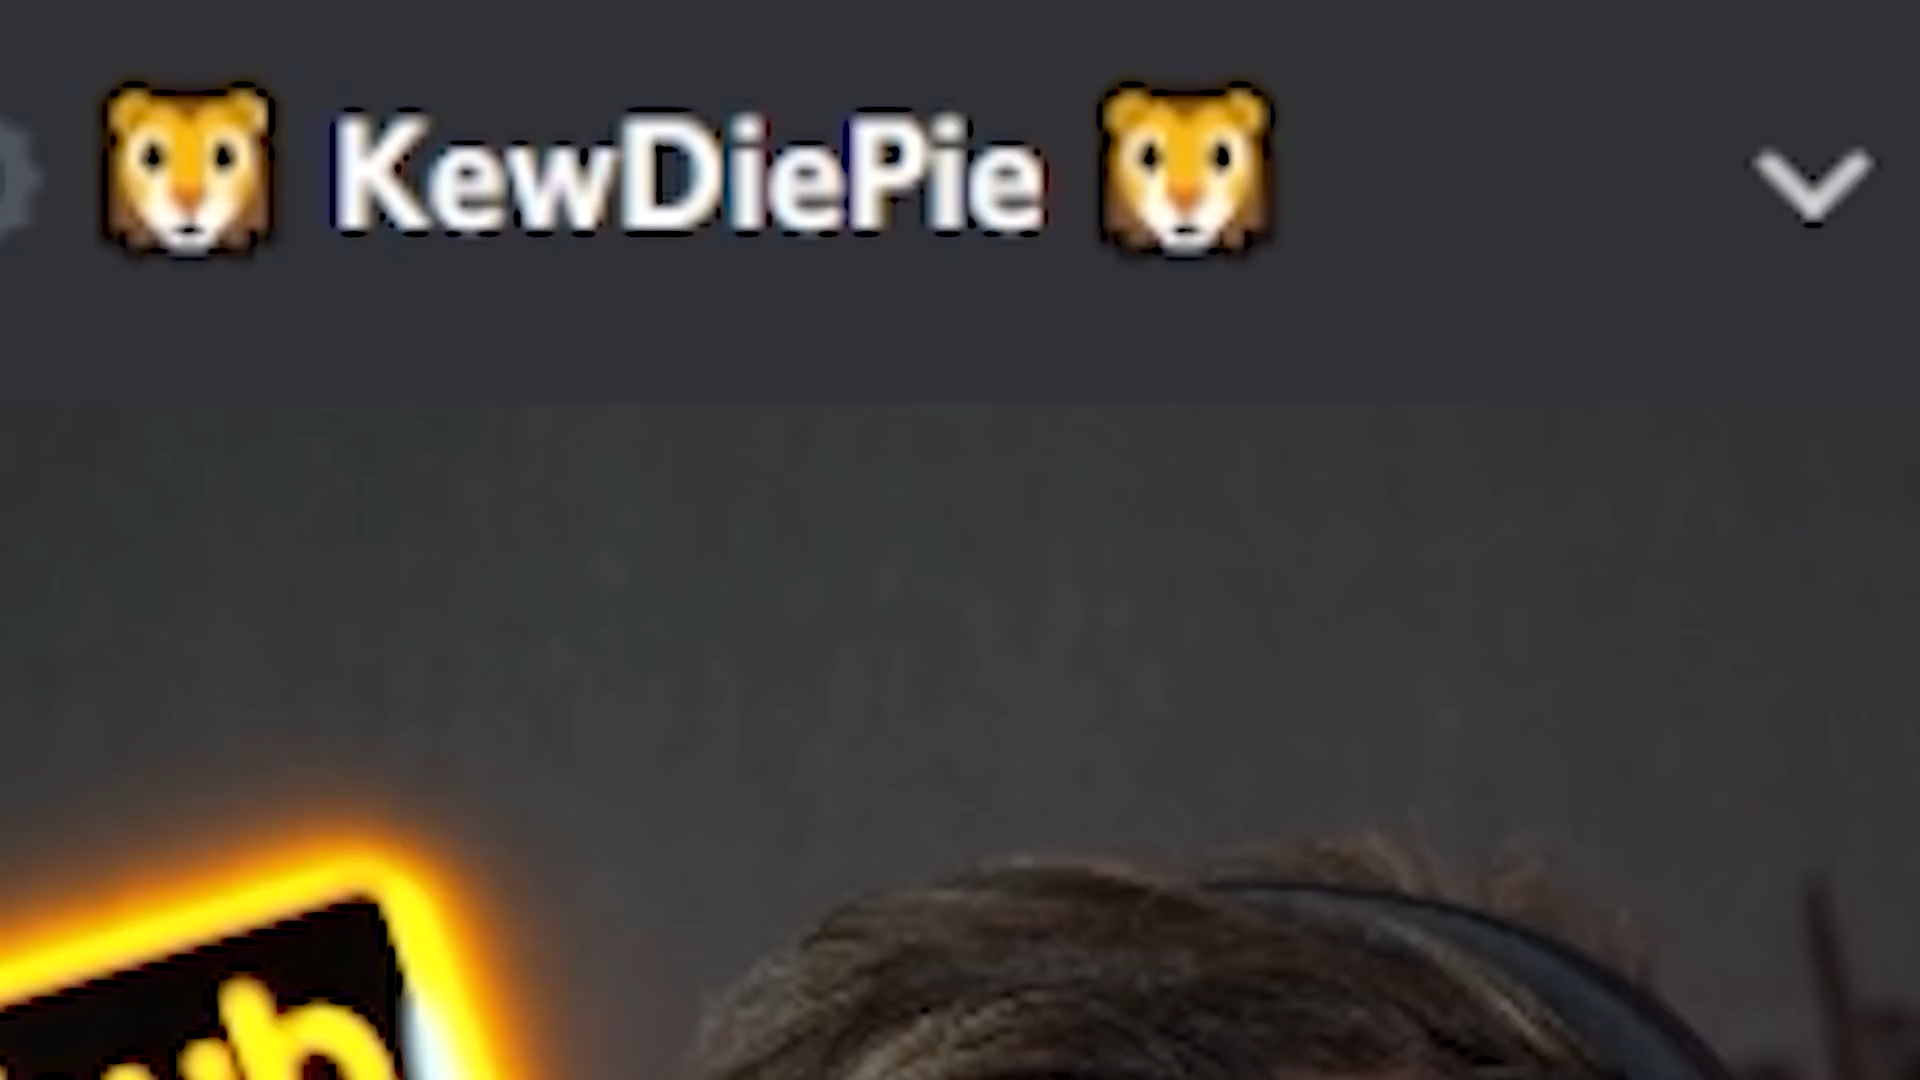 🦁 KewDiePie 🦁